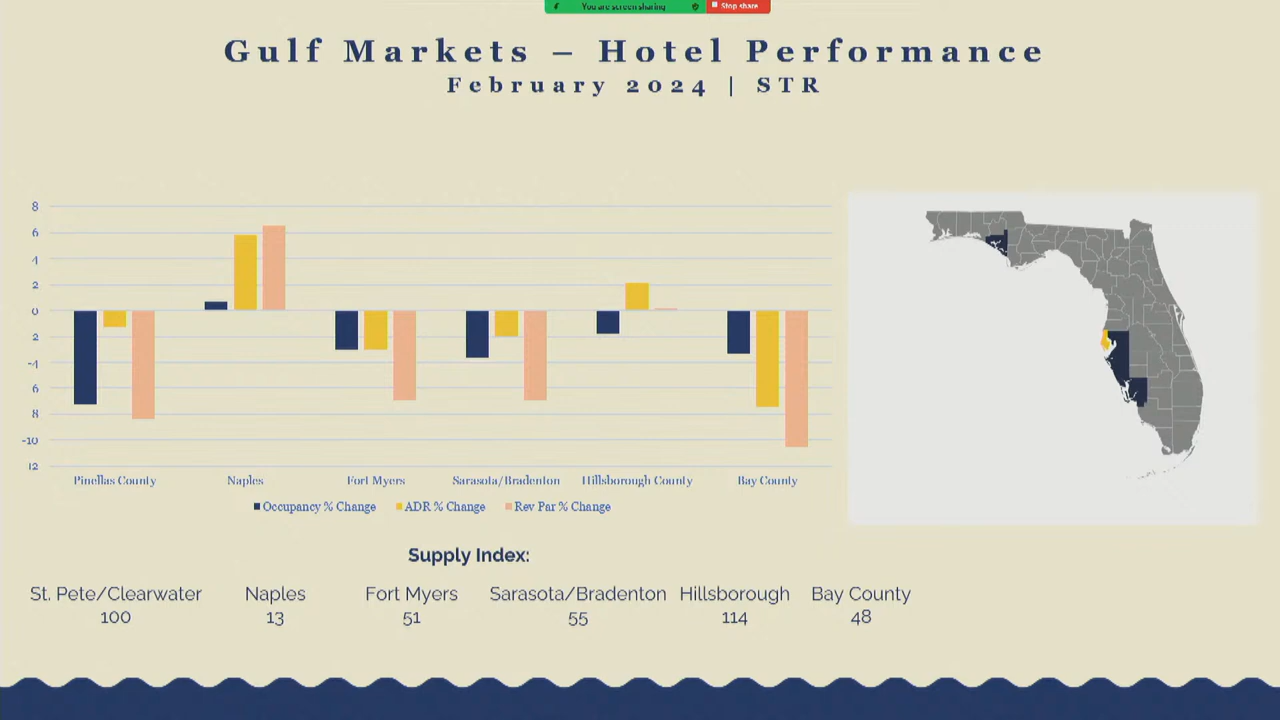 You are screen sharing Stop share
Gulf Markets – Hotel Performance
February 2024 | STR
8
6
4
2
0
2
-4
6
8
-10
12
Pinellas County Naples Fort Myers Sarasota/Bradenton Hillsborough County Bay County
Occupancy % Change ADR % Change Rev Par % Change
Supply Index:
St. Pete/Clearwater Naples Fort Myers Sarasota/Bradenton Hillsborough Bay County
100 13 51 55 114 48